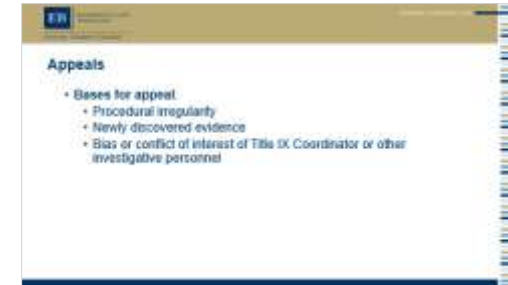 EB
Appeals
• Bases for appeal
• Procedural irregularity
• Newly discovered evidence
• Bias or conflict of interest of Title IX Coordinator or other
investigative personnel